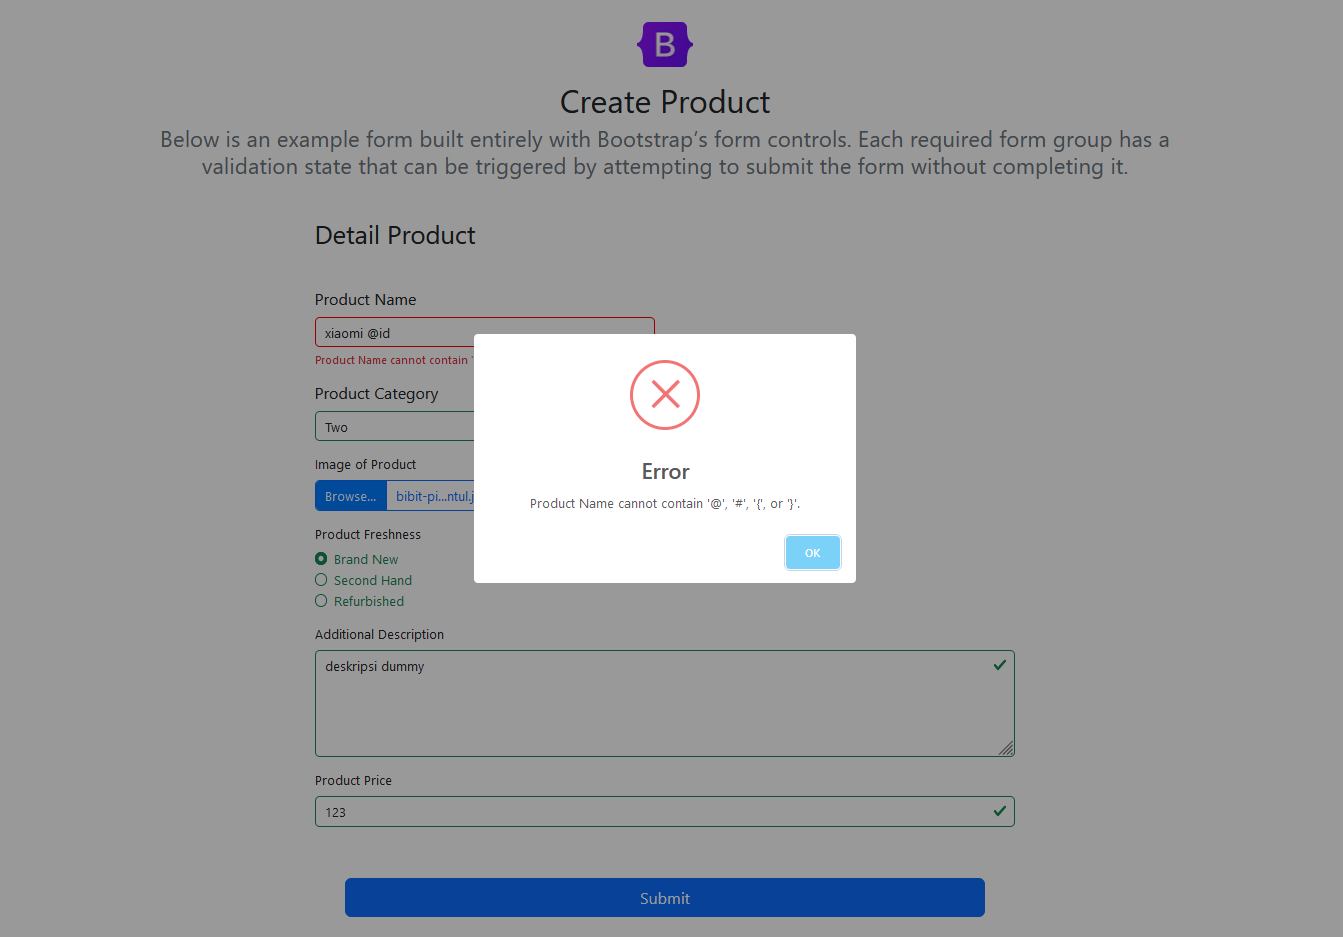 B
Create Product
Below is an example form built entirely with Bootstrap’s form controls. Each required form group has a
validation state that can be triggered by attempting to submit the form without completing it.
Detail Product
Product Name
xiaomi @id
Product Name cannot contain '
Product Category
Two
Image of Product
Browse... bibit-pi...ntul.j
Product Freshness
Brand New
Second Hand
Refurbished
Error
Product Name cannot contain '@', '#', '{', or '}'.
OK
Additional Description
deskripsi dummy
Product Price
123
Submit